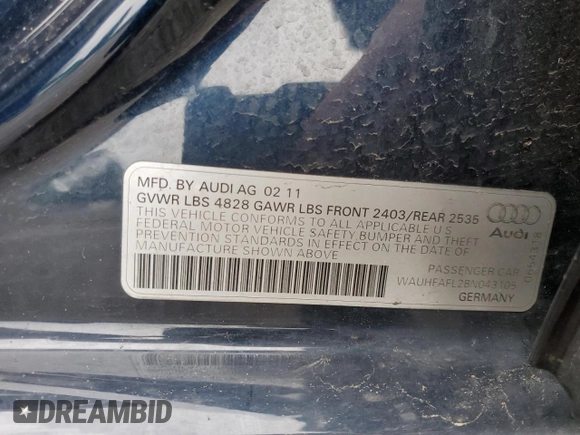 MFD. BY AUDI AG 02 11
GVWR LBS 4828 GAWR LBS FRONT 2403/REAR 2535
THIS VEHICLE CONFORMS TO ALL APPLICABLE U S
FEDERAL MOTOR VEHICLE SAFETY BUMPER AND THEFT
PREVENTION STANDARDS IN EFFECT ON THE DATE OF
MANUFACTURE SHOWN ABOVE
Audi
PASSENGER CAR
WAUHFAFL2BN043105
GERMANY
DREAMBID